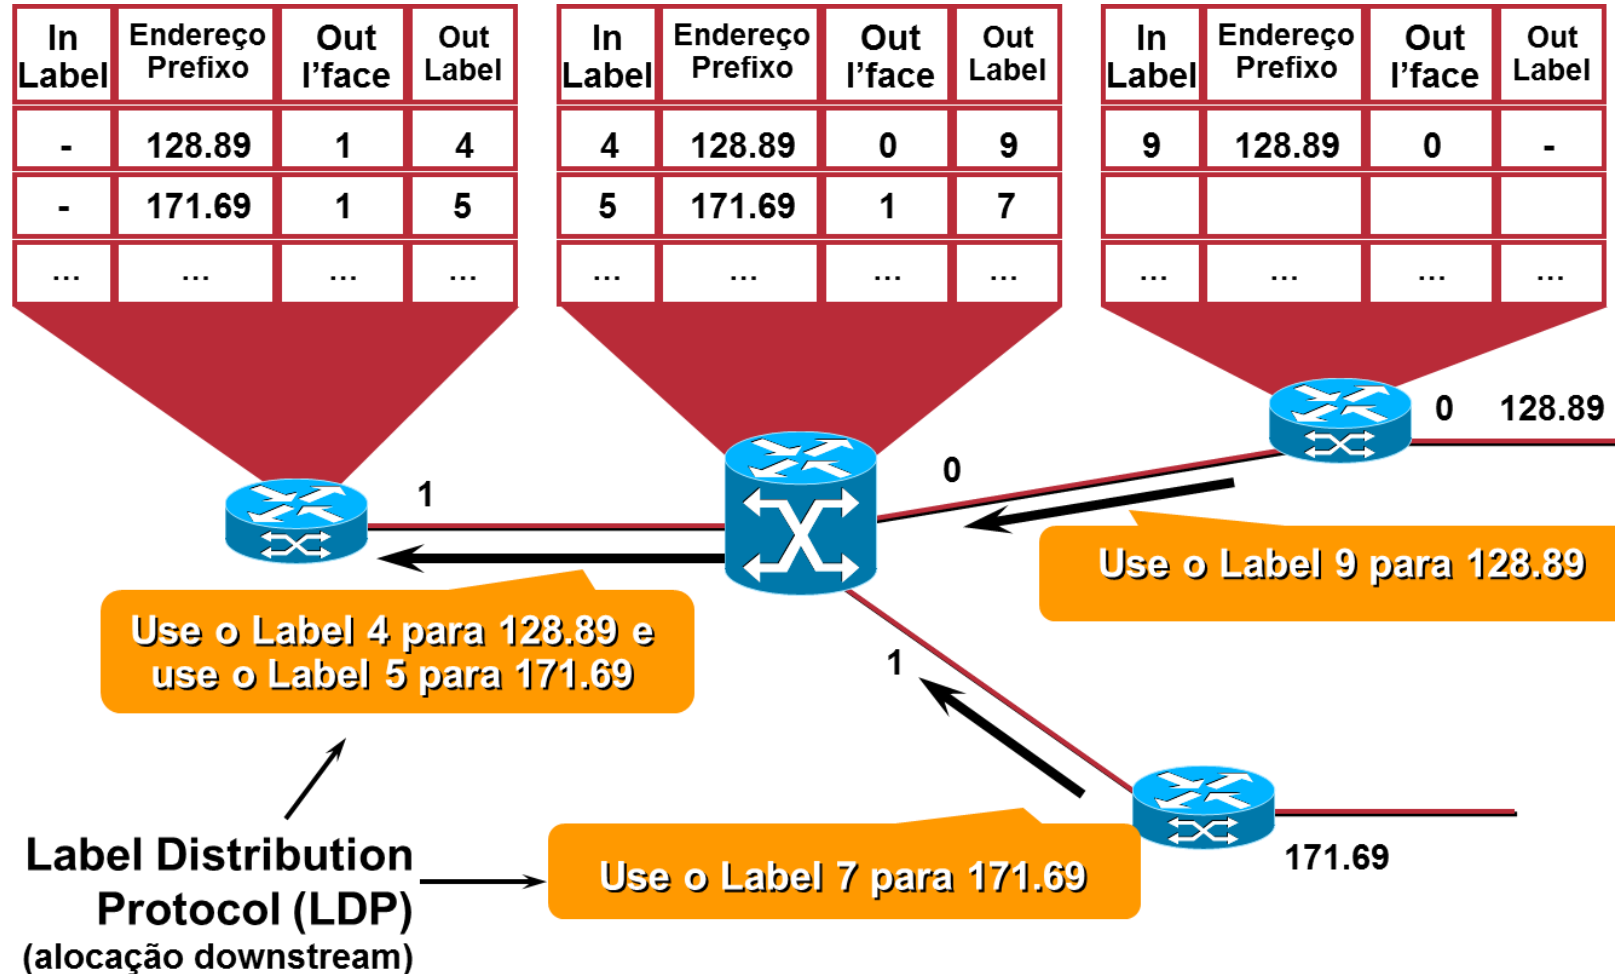 In Label Endereço Prefixo Out l'face Out Label
- 128.89 1 4
- 171.69 1 5
... ... ... ...
In Label Endereço Prefixo Out l'face Out Label
4 128.89 0 9
5 171.69 1 7
... ... ... ...
In Label Endereço Prefixo Out l'face Out Label
9 128.89 0 -
... ... ... ...
0 128.89
0
1
Use o Label 9 para 128.89
Use o Label 4 para 128.89 e
use o Label 5 para 171.69
1
Label Distribution
Protocol (LDP)
(alocação downstream)
Use o Label 7 para 171.69
171.69